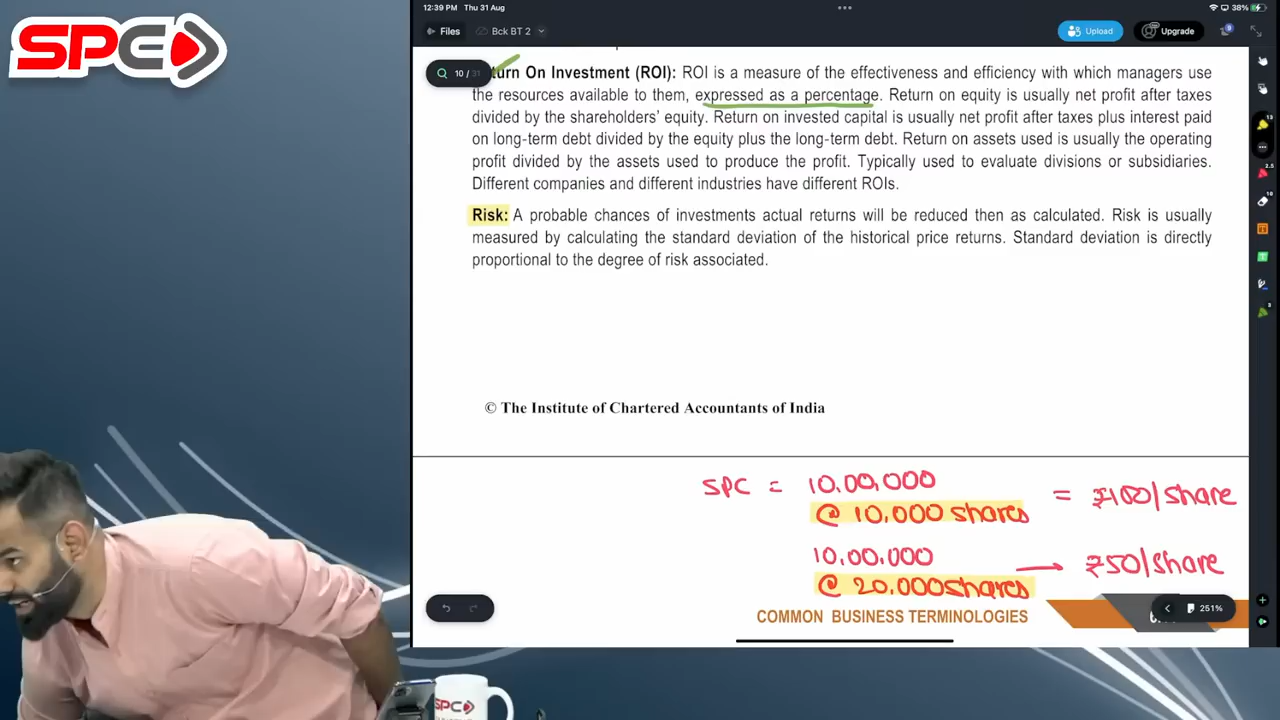 SPC
12:39 PM Thu 31 Aug
38%
Files
Bck BT 2
Upload
Upgrade
10 / 31
turn On Investment (ROI): ROI is a measure of the effectiveness and efficiency with which managers use
the resources available to them, expressed as a percentage. Return on equity is usually net profit after taxes
divided by the shareholders' equity. Return on invested capital is usually net profit after taxes plus interest paid
on long-term debt divided by the equity plus the long-term debt. Return on assets used is usually the operating
profit divided by the assets used to produce the profit. Typically used to evaluate divisions or subsidiaries.
Different companies and different industries have different ROIs.
Risk: A probable chances of investments actual returns will be reduced then as calculated. Risk is usually
measured by calculating the standard deviation of the historical price returns. Standard deviation is directly
proportional to the degree of risk associated.
© The Institute of Chartered Accountants of India
SPC = 10,00,000
@ 10,000 shares = ₹100/share
10,00,000
@ 20,000 shares → ₹50/share
COMMON BUSINESS TERMINOLOGIES
251%
SPC